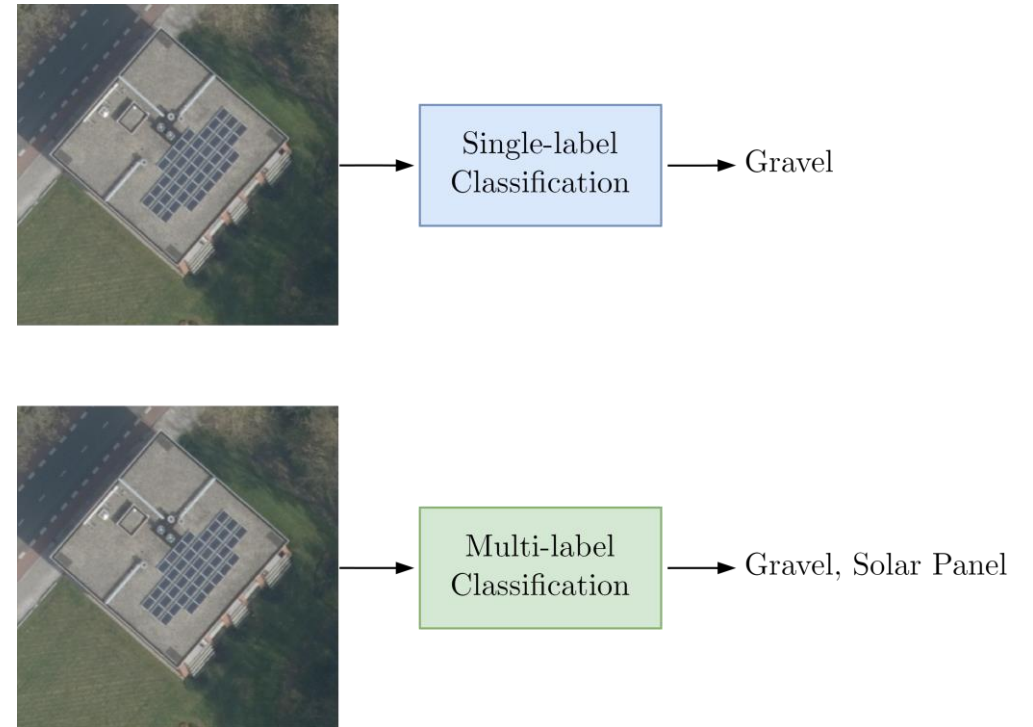 Single-label
Classification
Gravel
Multi-label
Classification
Gravel, Solar Panel